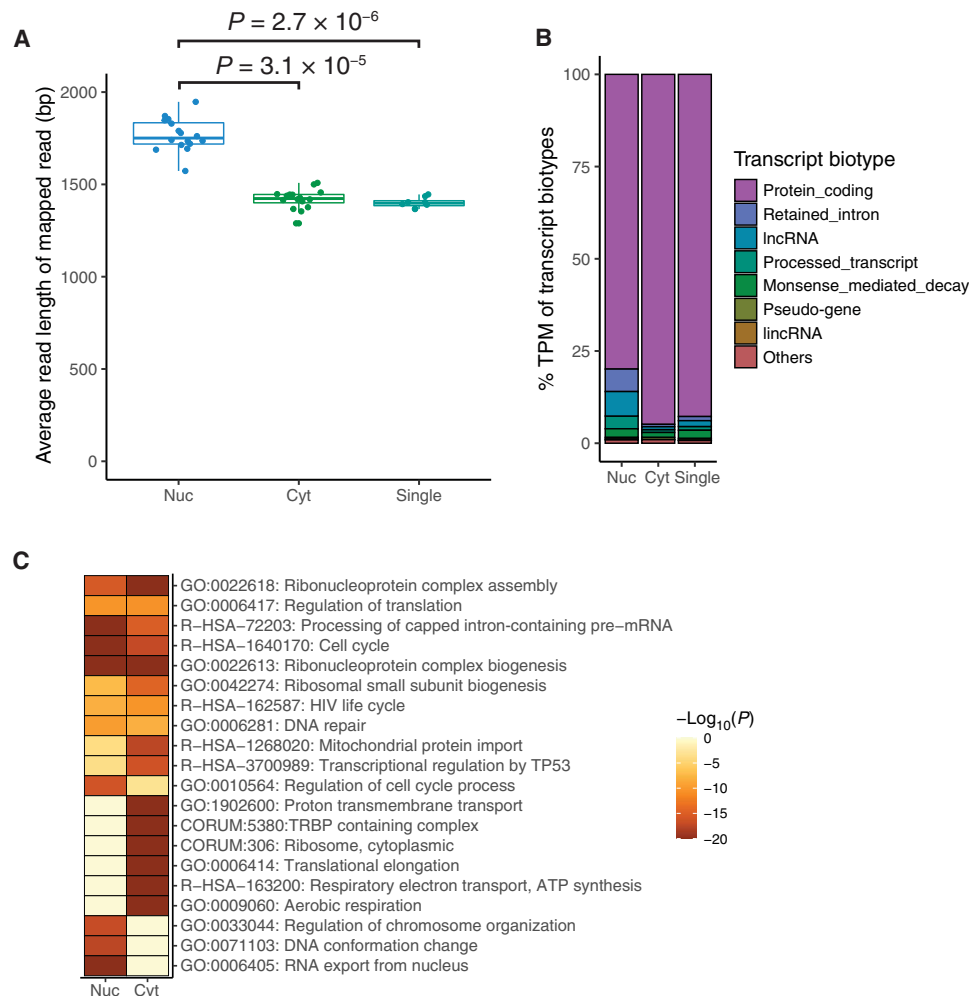 A
P = 2.7 × 10⁻⁶
P = 3.1 × 10⁻⁵
Average read length of mapped read (bp)
2000
1500
1000
500
0
Nuc Cyt Single
B
% TPM of transcript biotypes
100
75
50
25
0
Nuc Cyt Single
Transcript biotype
Protein_coding
Retained_intron
lncRNA
Processed_transcript
Monsense_mediated_decay
Pseudo-gene
lincRNA
Others
C
GO:0022618: Ribonucleoprotein complex assembly
GO:0006417: Regulation of translation
R−HSA−72203: Processing of capped intron-containing pre−mRNA
R−HSA−1640170: Cell cycle
GO:0022613: Ribonucleoprotein complex biogenesis
GO:0042274: Ribosomal small subunit biogenesis
R−HSA−162587: HIV life cycle
GO:0006281: DNA repair
R−HSA−1268020: Mitochondrial protein import
R−HSA−3700989: Transcriptional regulation by TP53
GO:0010564: Regulation of cell cycle process
GO:1902600: Proton transmembrane transport
CORUM:5380:TRBP containing complex
CORUM:306: Ribosome, cytoplasmic
GO:0006414: Translational elongation
R−HSA−163200: Respiratory electron transport, ATP synthesis
GO:0009060: Aerobic respiration
GO:0033044: Regulation of chromosome organization
GO:0071103: DNA conformation change
GO:0006405: RNA export from nucleus
Nuc Cyt
−Log₁₀(P)
0
−5
−10
−15
−20